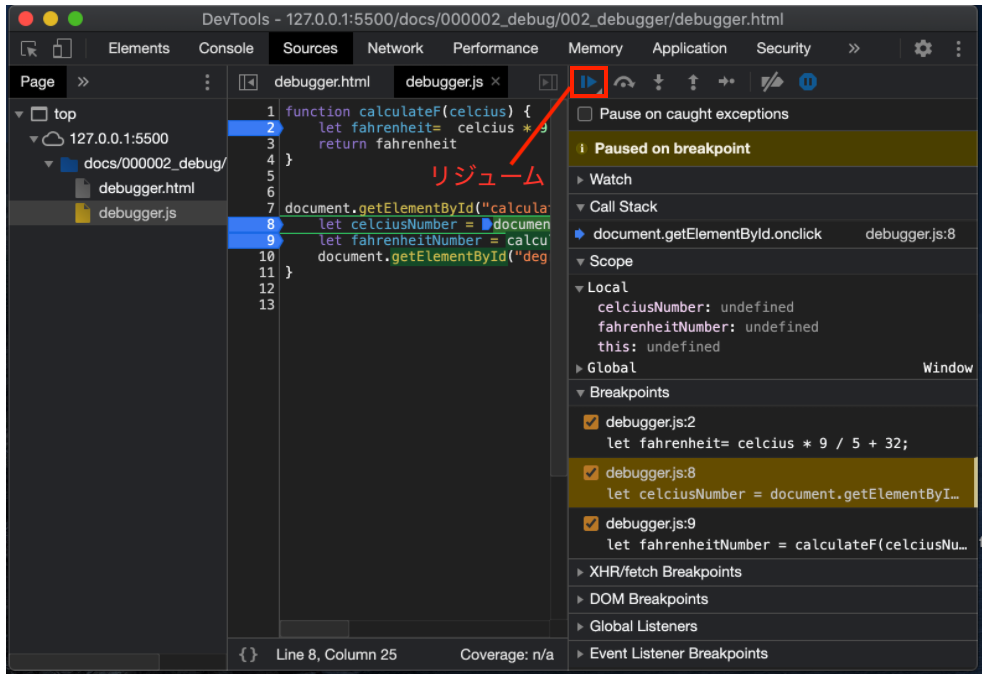 DevTools - 127.0.0.1:5500/docs/000002_debug/002_debugger/debugger.html
Elements Console Sources Network Performance Memory Application Security »
Page »
top
127.0.0.1:5500
docs/000002_debug/
debugger.html
debugger.js
debugger.html debugger.js ×
1 function calculateF(celcius) {
2 let fahrenheit= celcius * 9
3 return fahrenheit
4 }
5
6
7 document.getElementById("calcula
8 let celciusNumber = documen
9 let fahrenheitNumber = calcu
10 document.getElementById("deg
11 }
12
13
リジューム
{} Line 8, Column 25 Coverage: n/a
Pause on caught exceptions
Paused on breakpoint
Watch
Call Stack
document.getElementById.onclick debugger.js:8
Scope
Local
celciusNumber: undefined
fahrenheitNumber: undefined
this: undefined
Global Window
Breakpoints
debugger.js:2
let fahrenheit= celcius * 9 / 5 + 32;
debugger.js:8
let celciusNumber = document.getElementByI…
debugger.js:9
let fahrenheitNumber = calculateF(celciusNu…
XHR/fetch Breakpoints
DOM Breakpoints
Global Listeners
Event Listener Breakpoints